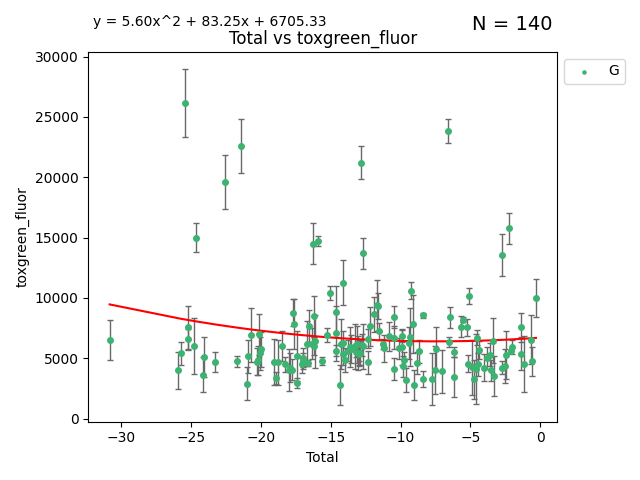 y = 5.60x^2 + 83.25x + 6705.33
N = 140
Total vs toxgreen_fluor
G
30000
25000
20000
15000
10000
5000
0
toxgreen_fluor
−30 −25 −20 −15 −10 −5 0
Total